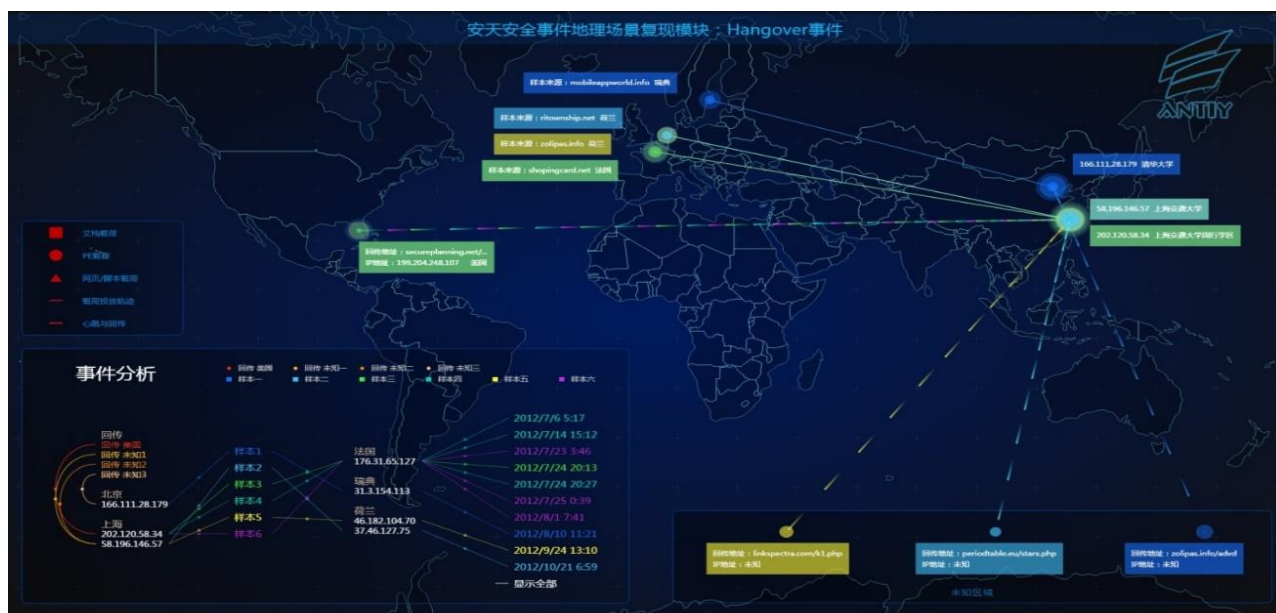 安天安全事件地理场景复现模块：Hangover事件
ANTIY
样本来源：mobileappworld.info 瑞典
样本来源：ritownship.net 荷兰
样本来源：zolipas.info 荷兰
样本来源：shopingcard.net 法国
166.111.28.179 清华大学
58.196.146.57 上海交通大学
202.120.58.34 上海交通大学闵行学区
回传地址：secureplanning.net/...
IP地址：199.204.248.107 美国
文档载荷
PE载荷
网页/脚本载荷
载荷投放轨迹
心跳与回传
事件分析
回传 美国
回传 未知一
回传 未知二
回传 未知三
样本一
样本二
样本三
样本四
样本五
样本六
回传
回传 美国
回传 未知1
回传 未知2
回传 未知3
北京
166.111.28.179
上海
202.120.58.34
58.196.146.57
样本1
样本2
样本3
样本4
样本5
样本6
法国
176.31.65.127
瑞典
31.3.154.113
荷兰
46.182.104.70
37.46.127.75
2012/7/6 5:17
2012/7/14 15:12
2012/7/23 3:46
2012/7/24 20:13
2012/7/24 20:27
2012/7/25 0:39
2012/8/1 7:41
2012/8/10 11:21
2012/9/24 13:10
2012/10/21 6:59
显示全部
回传地址：linkspectra.com/k1.php
IP地址：未知
回传地址：periodtable.eu/starx.php
IP地址：未知
回传地址：zolipas.info/advd
IP地址：未知
未知区域